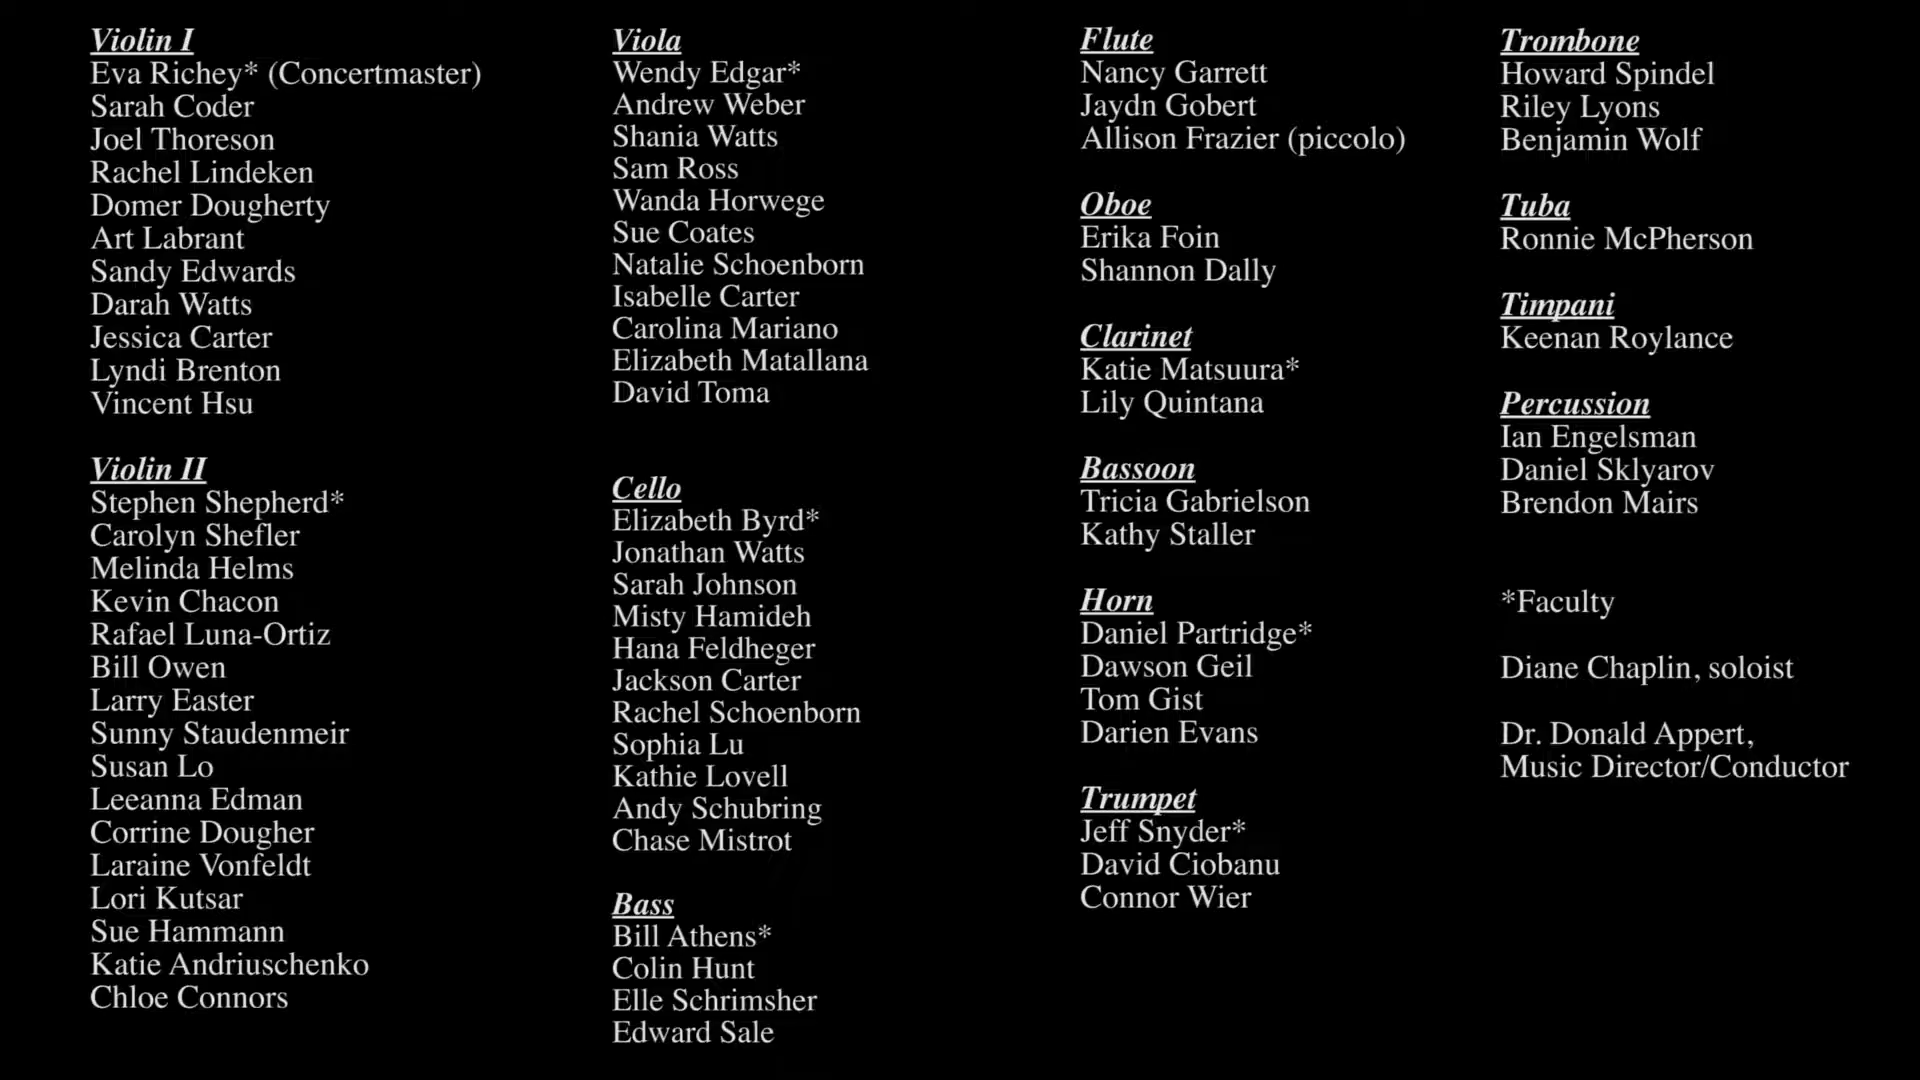 Violin I
Eva Richey* (Concertmaster)
Sarah Coder
Joel Thoreson
Rachel Lindeken
Domer Dougherty
Art Labrant
Sandy Edwards
Darah Watts
Jessica Carter
Lyndi Brenton
Vincent Hsu
Violin II
Stephen Shepherd*
Carolyn Shefler
Melinda Helms
Kevin Chacon
Rafael Luna-Ortiz
Bill Owen
Larry Easter
Sunny Staudenmeir
Susan Lo
Leeanna Edman
Corrine Dougher
Laraine Vonfeldt
Lori Kutsar
Sue Hammann
Katie Andriuschenko
Chloe Connors
Viola
Wendy Edgar*
Andrew Weber
Shania Watts
Sam Ross
Wanda Horwege
Sue Coates
Natalie Schoenborn
Isabelle Carter
Carolina Mariano
Elizabeth Matallana
David Toma
Cello
Elizabeth Byrd*
Jonathan Watts
Sarah Johnson
Misty Hamideh
Hana Feldheger
Jackson Carter
Rachel Schoenborn
Sophia Lu
Kathie Lovell
Andy Schubring
Chase Mistrot
Bass
Bill Athens*
Colin Hunt
Elle Schrimsher
Edward Sale
Flute
Nancy Garrett
Jaydn Gobert
Allison Frazier (piccolo)
Oboe
Erika Foin
Shannon Dally
Clarinet
Katie Matsuura*
Lily Quintana
Bassoon
Tricia Gabrielson
Kathy Staller
Horn
Daniel Partridge*
Dawson Geil
Tom Gist
Darien Evans
Trumpet
Jeff Snyder*
David Ciobanu
Connor Wier
Trombone
Howard Spindel
Riley Lyons
Benjamin Wolf
Tuba
Ronnie McPherson
Timpani
Keenan Roylance
Percussion
Ian Engelsman
Daniel Sklyarov
Brendon Mairs
*Faculty
Diane Chaplin, soloist
Dr. Donald Appert,
Music Director/Conductor